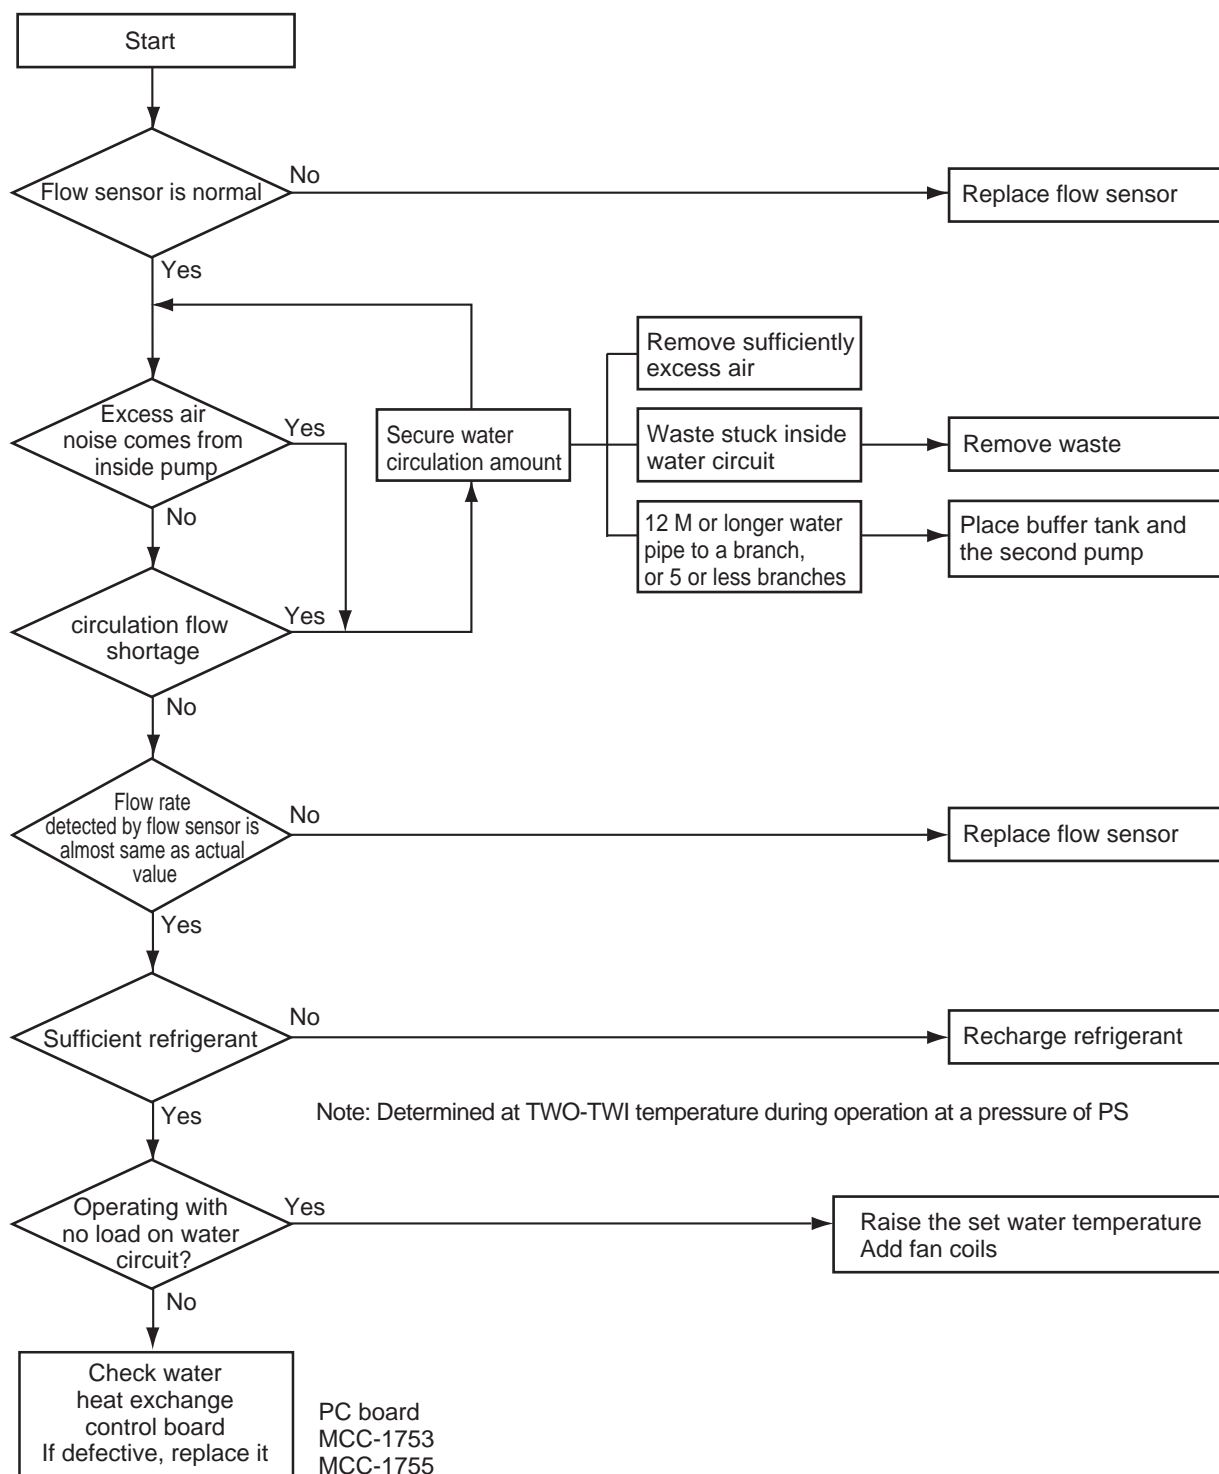 Start
Flow sensor is normal
No
Replace flow sensor
Yes
Excess air
noise comes from
inside pump
Yes
Secure water
circulation amount
Remove sufficiently
excess air
Waste stuck inside
water circuit
Remove waste
12 M or longer water
pipe to a branch,
or 5 or less branches
Place buffer tank and
the second pump
No
circulation flow
shortage
Yes
No
Flow rate
detected by flow sensor is
almost same as actual
value
No
Replace flow sensor
Yes
Sufficient refrigerant
No
Recharge refrigerant
Yes
Note: Determined at TWO-TWI temperature during operation at a pressure of PS
Operating with
no load on water
circuit?
Yes
Raise the set water temperature
Add fan coils
No
Check water
heat exchange
control board
If defective, replace it
PC board
MCC-1753
MCC-1755